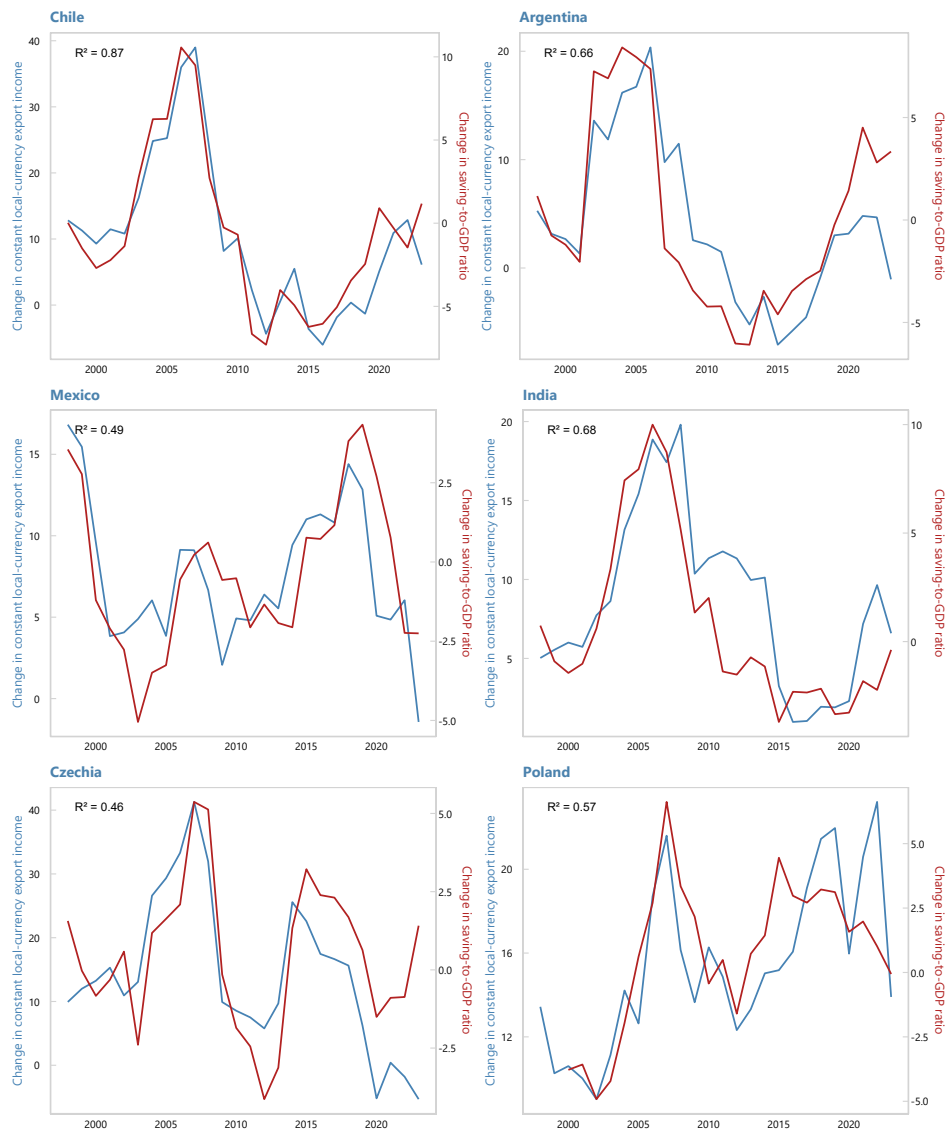 Chile
R² = 0.87
Change in constant local-currency export income
40
30
20
10
0
10
5
0
-5
Change in saving-to-GDP ratio
2000 2005 2010 2015 2020
Argentina
R² = 0.66
Change in constant local-currency export income
20
10
0
5
0
-5
Change in saving-to-GDP ratio
2000 2005 2010 2015 2020
Mexico
R² = 0.49
Change in constant local-currency export income
15
10
5
0
2.5
0.0
-2.5
-5.0
Change in saving-to-GDP ratio
2000 2005 2010 2015 2020
India
R² = 0.68
Change in constant local-currency export income
20
15
10
5
10
5
0
Change in saving-to-GDP ratio
2000 2005 2010 2015 2020
Czechia
R² = 0.46
Change in constant local-currency export income
40
30
20
10
0
5.0
2.5
0.0
-2.5
Change in saving-to-GDP ratio
2000 2005 2010 2015 2020
Poland
R² = 0.57
Change in constant local-currency export income
20
16
12
5.0
2.5
0.0
-2.5
-5.0
Change in saving-to-GDP ratio
2000 2005 2010 2015 2020